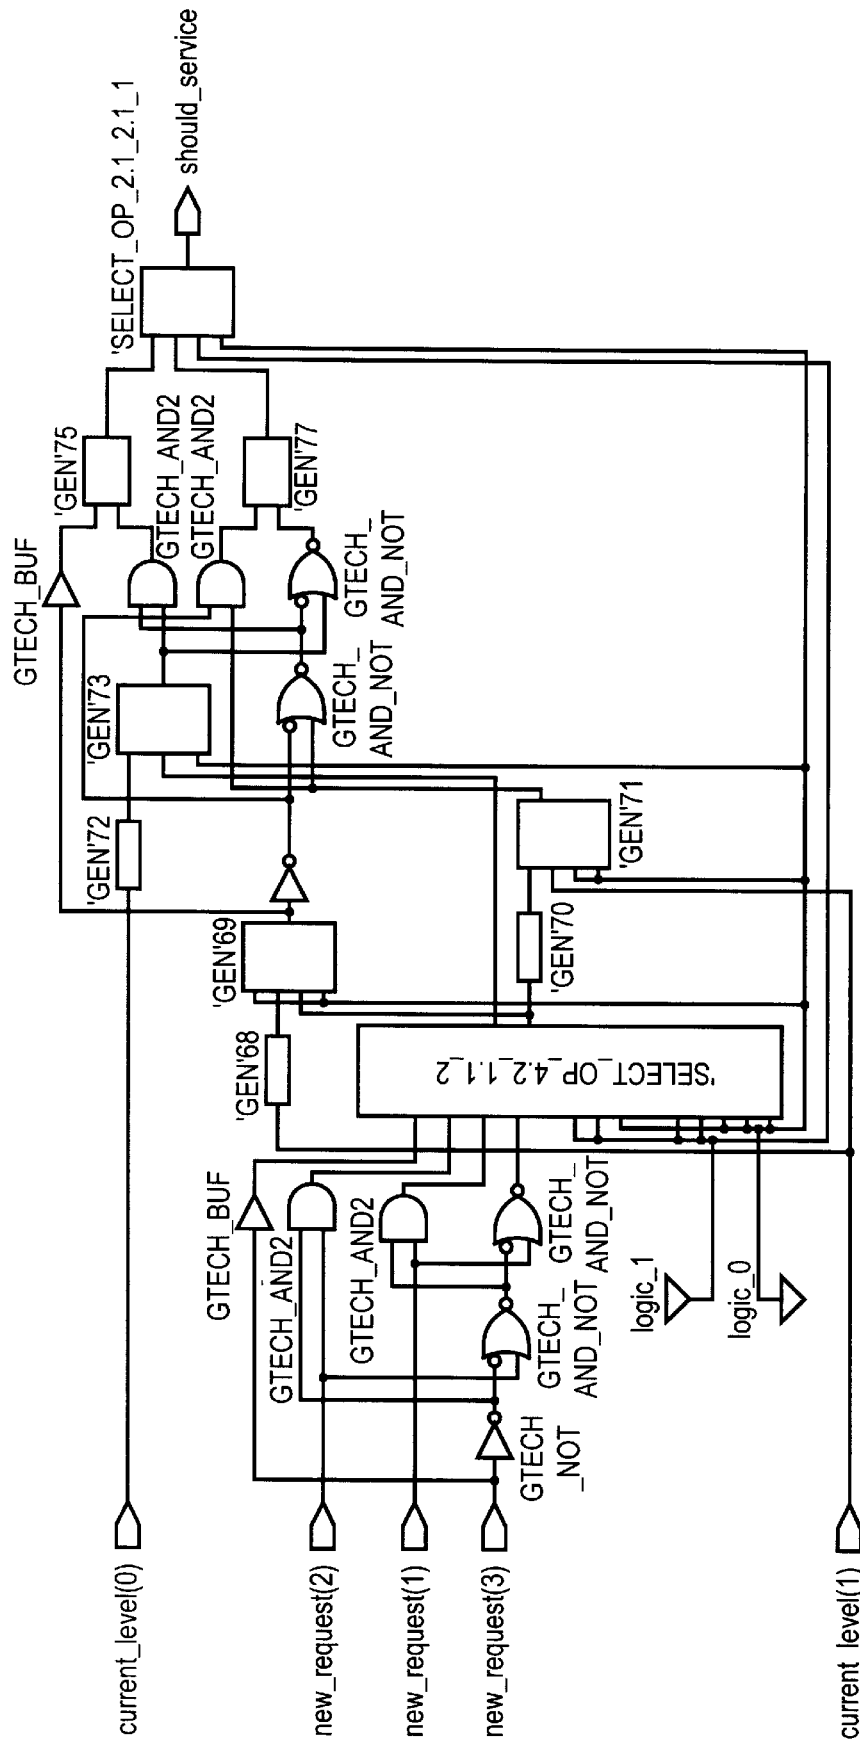 current_level(0)
new_request(2)
new_request(1)
new_request(3)
current_level(1)
GTECH
_NOT
GTECH_BUF
GTECH_AND2
GTECH_AND2
GTECH_
AND_NOT
GTECH_
AND_NOT
logic_1
logic_0
'SELECT_OP_4.2_1.1_2
'GEN'68
'GEN'69
'GEN'70
'GEN'71
'GEN'72
'GEN'73
GTECH_
AND_NOT
GTECH_
AND_NOT
GTECH_BUF
GTECH_AND2
GTECH_AND2
'GEN'75
'GEN'77
'SELECT_OP_2.1_2.1_1
should_service